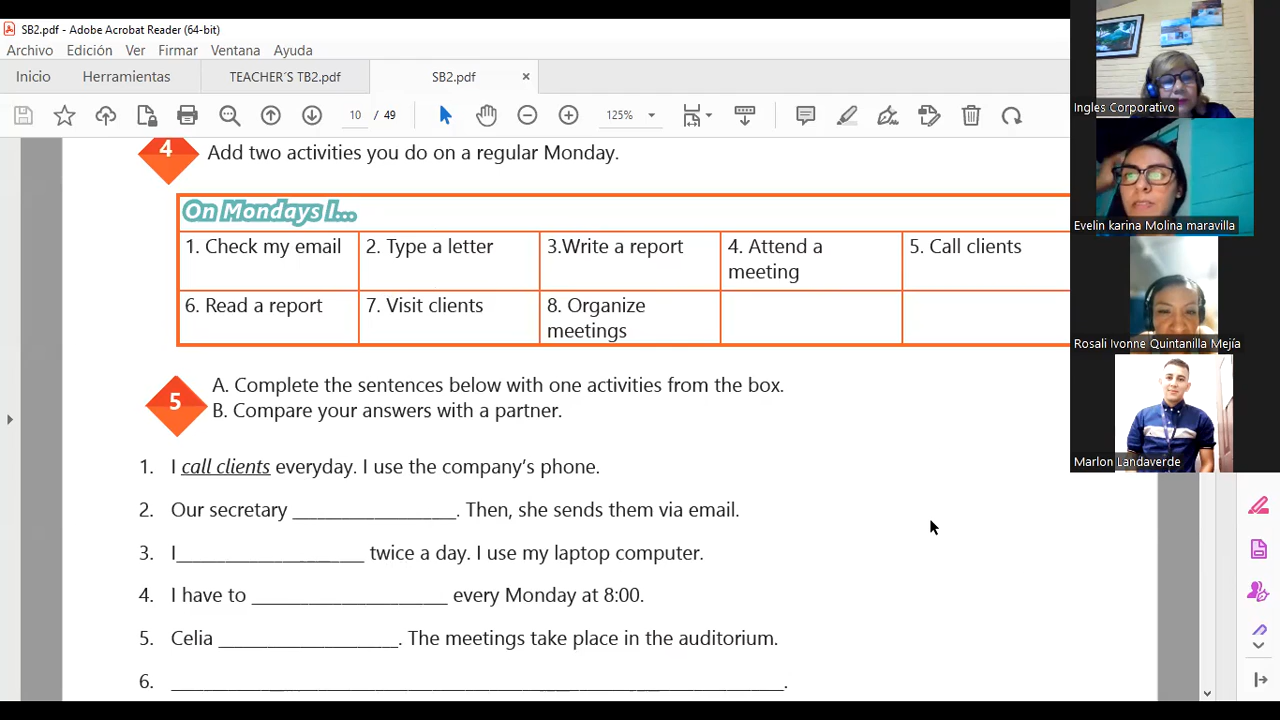 SB2.pdf - Adobe Acrobat Reader (64-bit)
Archivo Edición Ver Firmar Ventana Ayuda
Inicio Herramientas TEACHER´S TB2.pdf SB2.pdf ×
10 / 49 125%
4 Add two activities you do on a regular Monday.
On Mondays I...
1. Check my email 2. Type a letter 3.Write a report 4. Attend a meeting 5. Call clients
6. Read a report 7. Visit clients 8. Organize meetings
5 A. Complete the sentences below with one activities from the box.
B. Compare your answers with a partner.
1. I call clients everyday. I use the company’s phone.
2. Our secretary _________________. Then, she sends them via email.
3. I____________________ twice a day. I use my laptop computer.
4. I have to _____________________ every Monday at 8:00.
5. Celia ___________________. The meetings take place in the auditorium.
6. _________________________________________________________________.
Ingles Corporativo
Evelin karina Molina maravilla
Rosali Ivonne Quintanilla Mejía
Marlon Landaverde